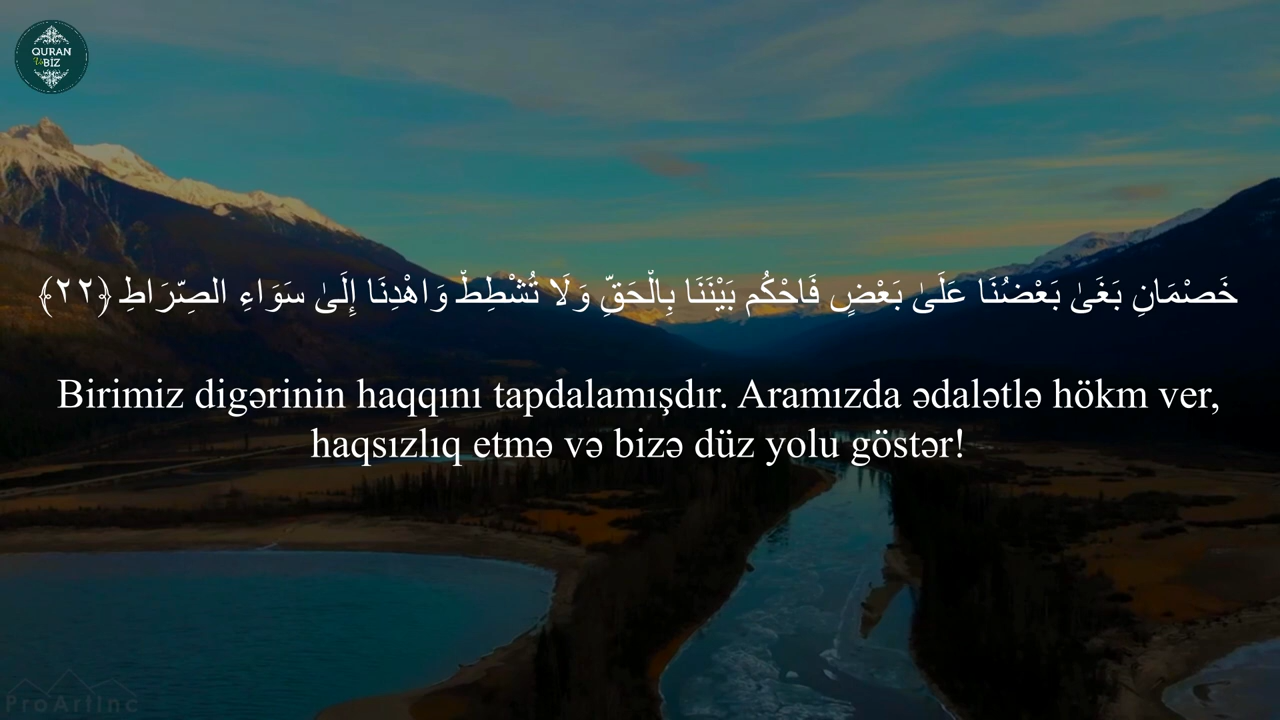 QURAN
Və
BİZ
خَصْمَانِ بَغَىٰ بَعْضُنَا عَلَىٰ بَعْضٍ فَاحْكُم بَيْنَنَا بِالْحَقِّ وَلَا تُشْطِطْ وَاهْدِنَا إِلَىٰ سَوَاءِ الصِّرَاطِ ﴿٢٢﴾
Birimiz digərinin haqqını tapdalamışdır. Aramızda ədalətlə hökm ver,
haqsızlıq etmə və bizə düz yolu göstər!
ProArtInc